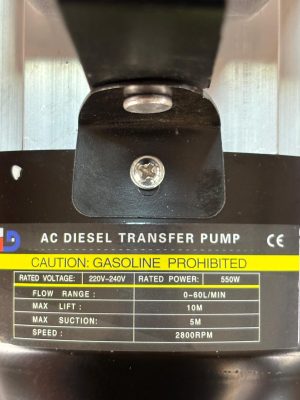 AC DIESEL TRANSFER PUMP CE
CAUTION: GASOLINE PROHIBITED
RATED VOLTAGE: 220V-240V RATED POWER: 550W
FLOW RANGE : 0-60L/MIN
MAX LIFT : 10M
MAX SUCTION: 5M
SPEED : 2800RPM